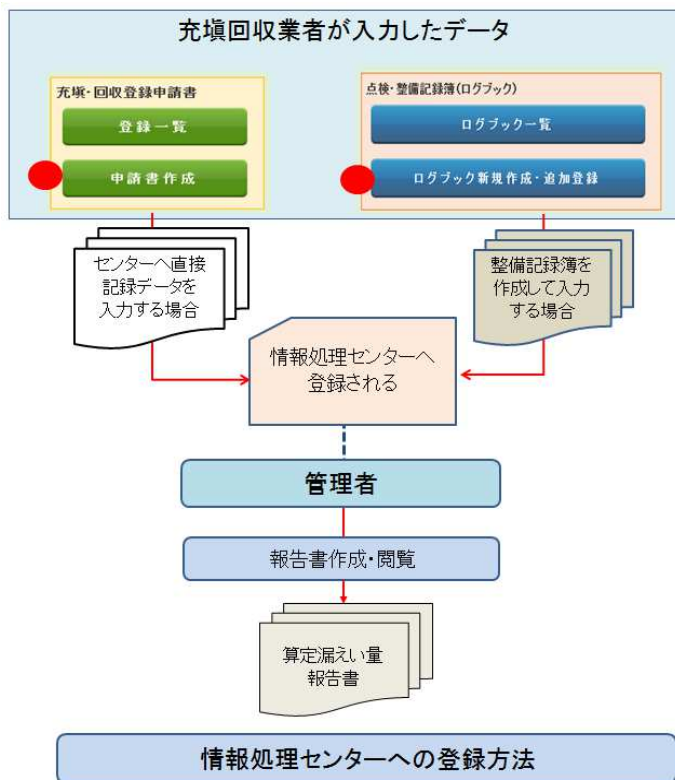 充塡回収業者が入力したデータ
充塡・回収登録申請書
登録一覧
申請書作成
点検・整備記録簿(ログブック)
ログブック一覧
ログブック新規作成・追加登録
センターへ直接
記録データを
入力する場合
整備記録簿を
作成して入力
する場合
情報処理センターへ
登録される
管理者
報告書作成・閲覧
算定漏えい量
報告書
情報処理センターへの登録方法